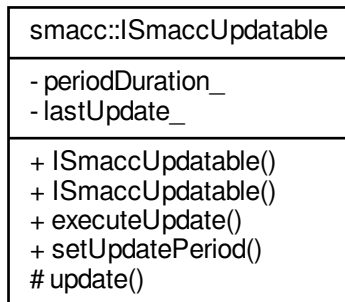 smacc::ISmaccUpdatable
- periodDuration_
- lastUpdate_
+ ISmaccUpdatable()
+ ISmaccUpdatable()
+ executeUpdate()
+ setUpdatePeriod()
# update()